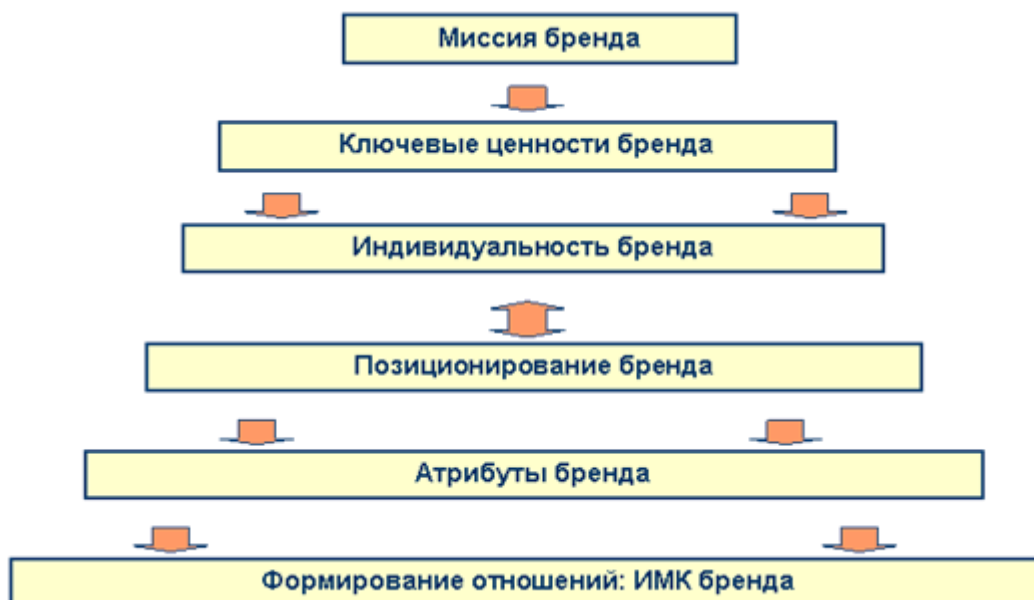 Миссия бренда
Ключевые ценности бренда
Индивидуальность бренда
Позиционирование бренда
Атрибуты бренда
Формирование отношений: ИМК бренда